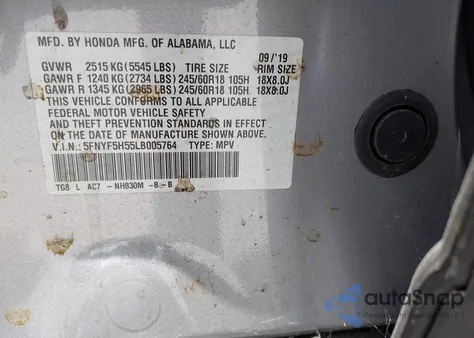 MFD. BY HONDA MFG. OF ALABAMA, LLC
09/'19
GVWR 2515 KG (5545 LBS) TIRE SIZE RIM SIZE
GAWR F 1240 KG (2734 LBS) 245/60R18 105H 18X8.0J
GAWR R 1345 KG (2965 LBS) 245/60R18 105H 18X8.0J
THIS VEHICLE CONFORMS TO ALL APPLICABLE
FEDERAL MOTOR VEHICLE SAFETY
AND THEFT PREVENTION STANDARDS IN EFFECT
ON THE DATE OF MANUFACTURE SHOWN ABOVE.
V.I.N.: 5FNYF5H55LB005764 TYPE: MPV
TG8 L AC7 -NH830M -B -B
autoSnap
www.autosnap.com